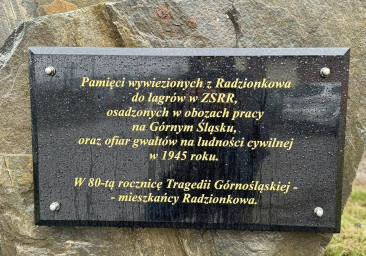 Pamięci wywiezionych z Radzionkowa
do łagrów w ZSRR,
osadzonych w obozach pracy
na Górnym Śląsku,
oraz ofiar gwałtów na ludności cywilnej
w 1945 roku.
W 80-tą rocznicę Tragedii Górnośląskiej -
- mieszkańcy Radzionkowa.